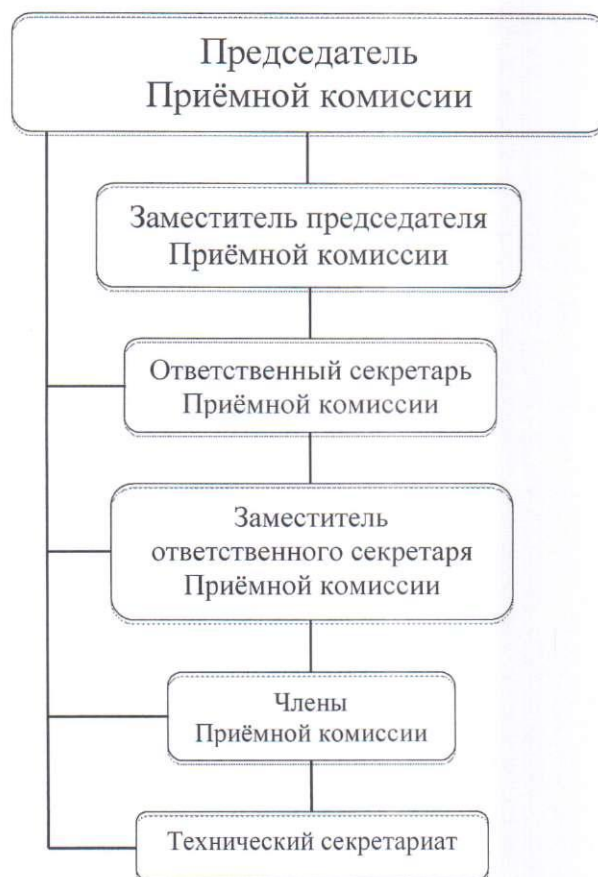 Председатель
Приёмной комиссии
Заместитель председателя
Приёмной комиссии
Ответственный секретарь
Приёмной комиссии
Заместитель
ответственного секретаря
Приёмной комиссии
Члены
Приёмной комиссии
Технический секретариат